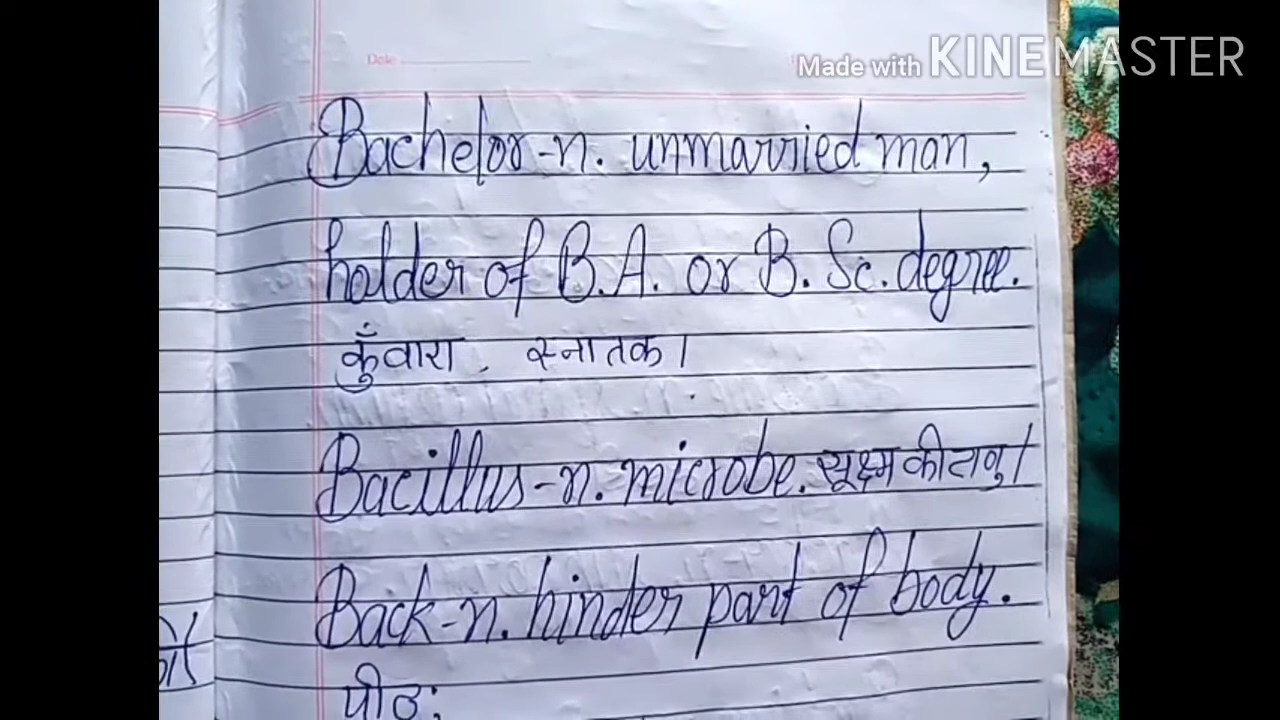 Made with KINEMASTER
Date
Bachelor-n. unmarried man,
holder of B.A. or B.Sc. degree.
कुँवारा, स्नातक।
Bacillus-n. microbe. सूक्ष्म कीटानु।
Back-n. hinder part of body.
पीठ;